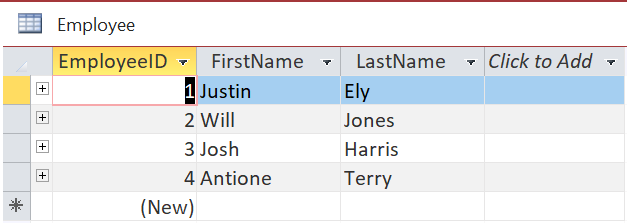 Employee
EmployeeID FirstName LastName Click to Add
1 Justin Ely
2 Will Jones
3 Josh Harris
4 Antione Terry
(New)